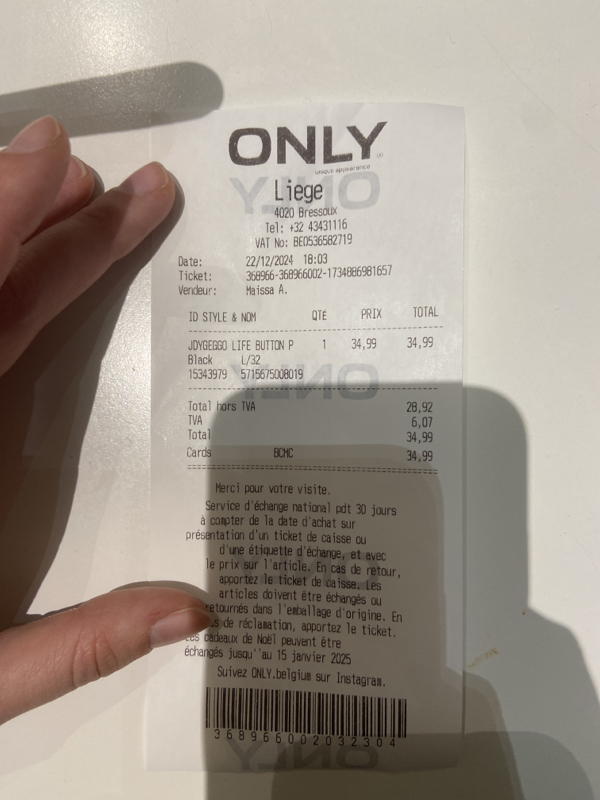 ONLY
unique appearance
Liege
4020 Bressoux
Tel: +32 43431116
VAT No: BE0536582719
Date: 22/12/2024 18:03
Ticket: 368966-368966002-1734886981657
Vendeur: Maissa A.
ID STYLE & NOM QTÉ PRIX TOTAL
JDYGEGGO LIFE BUTTON P 1 34,99 34,99
Black L/32
15343979 5715675008019
Total hors TVA 28,92
TVA 6,07
Total 34,99
Cards BCMC 34,99
Merci pour votre visite.
Service d'échange national pdt 30 jours
à compter de la date d'achat sur
présentation d'un ticket de caisse ou
d'une étiquette d'échange, et avec
le prix sur l'article. En cas de retour,
apportez le ticket de caisse. Les
articles doivent être échangés ou
retournés dans l'emballage d'origine. En
de réclamation, apportez le ticket.
Les cadeaux de Noël peuvent être
échangés jusqu''au 15 janvier 2025
Suivez ONLY.belgium sur Instagram.
368966002032304